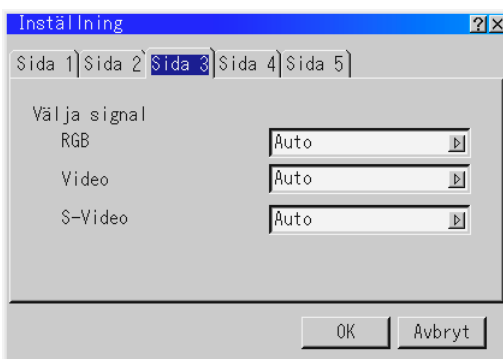 Inställning
Sida 1 Sida 2 Sida 3 Sida 4 Sida 5
Välja signal
RGB Auto
Video Auto
S-Video Auto
OK Avbryt